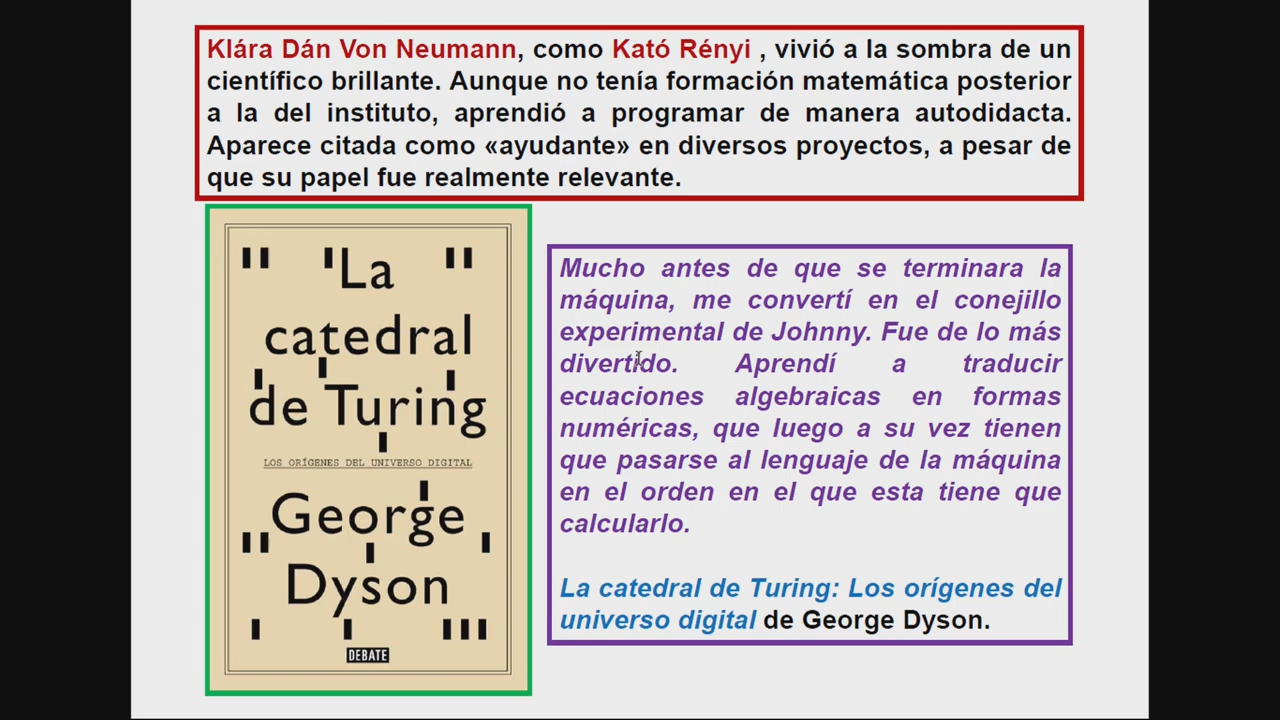 Klára Dán Von Neumann, como Kató Rényi , vivió a la sombra de un
científico brillante. Aunque no tenía formación matemática posterior
a la del instituto, aprendió a programar de manera autodidacta.
Aparece citada como «ayudante» en diversos proyectos, a pesar de
que su papel fue realmente relevante.
La
catedral
de Turing
LOS ORÍGENES DEL UNIVERSO DIGITAL
George
Dyson
DEBATE
Mucho antes de que se terminara la
máquina, me convertí en el conejillo
experimental de Johnny. Fue de lo más
divertido. Aprendí a traducir
ecuaciones algebraicas en formas
numéricas, que luego a su vez tienen
que pasarse al lenguaje de la máquina
en el orden en el que esta tiene que
calcularlo.
La catedral de Turing: Los orígenes del
universo digital de George Dyson.